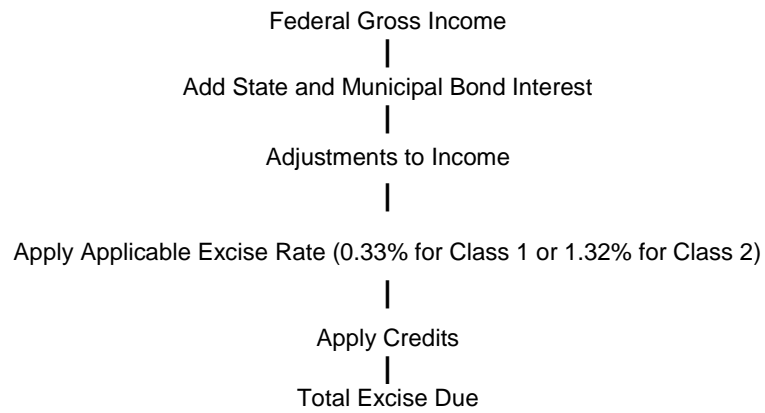 Federal Gross Income
Add State and Municipal Bond Interest
Adjustments to Income
Apply Applicable Excise Rate (0.33% for Class 1 or 1.32% for Class 2)
Apply Credits
Total Excise Due